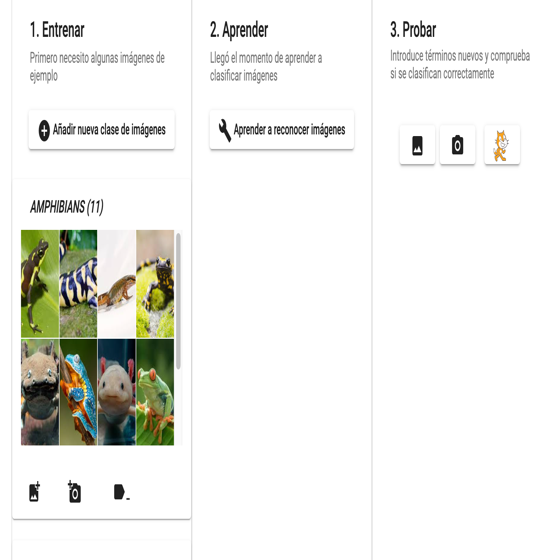 1. Entrenar
Primero necesito algunas imágenes de
ejemplo
Añadir nueva clase de imágenes
AMPHIBIANS (11)
2. Aprender
Llegó el momento de aprender a
clasificar imágenes
Aprender a reconocer imágenes
3. Probar
Introduce términos nuevos y comprueba
si se clasifican correctamente